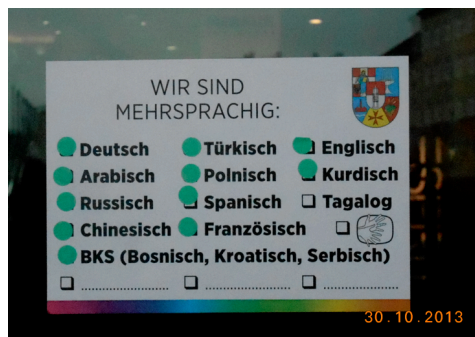 WIR SIND
MEHRSPRACHIG:
Deutsch Türkisch Englisch
Arabisch Polnisch Kurdisch
Russisch Spanisch Tagalog
Chinesisch Französisch
BKS (Bosnisch, Kroatisch, Serbisch)
30.10.2013